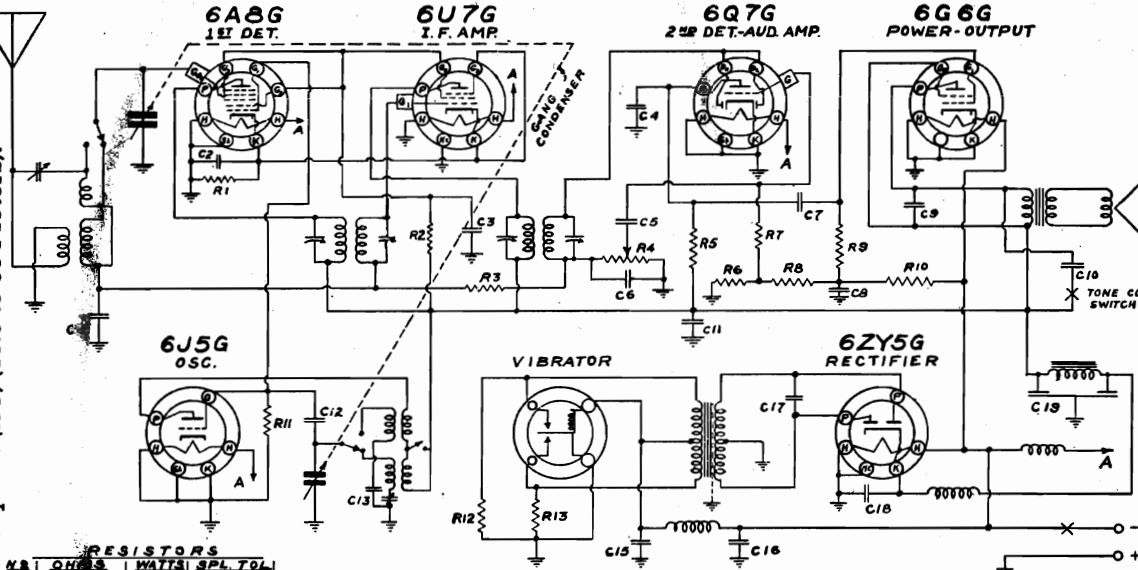 6A8G
1ST DET.
6U7G
I.F. AMP.
6Q7G
2ND DET.-AUD. AMP.
6G6G
POWER-OUTPUT
GANG CONDENSER
A
A
A
P
H
H
K
P
G1
H
H
K
G
H
H
K
P
H
H
K
C2
R1
C4
C3
R2
R3
C5
R4
C6
R5
R6
R7
R8
C7
R9
C8
R10
C9
C10
C11
TONE CO
SWITCH
C
6J5G
OSC.
P
G
H
H
K
A
R11
C12
C13
VIBRATOR
R12
R13
C15
C16
C17
6ZY5G
RECTIFIER
P
P
H
H
K
C18
C19
A
–
+
RESISTORS
NO. OHMS WATTS SPL. TOL.